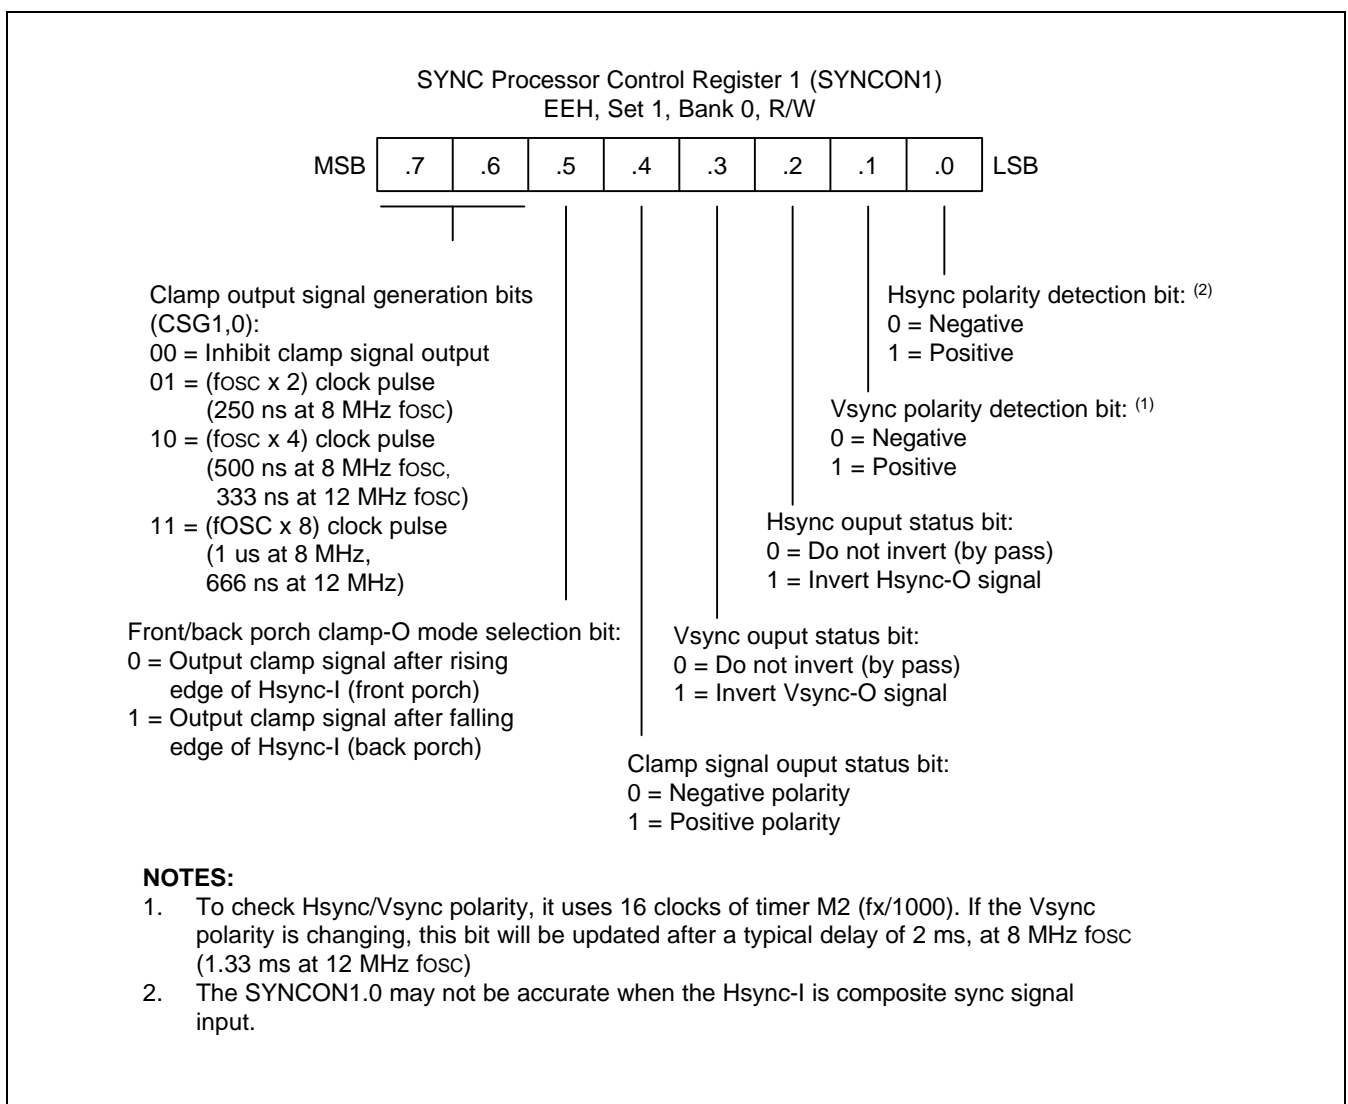 SYNC Processor Control Register 1 (SYNCON1)
EEH, Set 1, Bank 0, R/W
MSB .7 .6 .5 .4 .3 .2 .1 .0 LSB
Clamp output signal generation bits
(CSG1,0):
00 = Inhibit clamp signal output
01 = (fOSC x 2) clock pulse
(250 ns at 8 MHz fOSC)
10 = (fOSC x 4) clock pulse
(500 ns at 8 MHz fOSC,
333 ns at 12 MHz fOSC)
11 = (fOSC x 8) clock pulse
(1 us at 8 MHz,
666 ns at 12 MHz)
Front/back porch clamp-O mode selection bit:
0 = Output clamp signal after rising
edge of Hsync-I (front porch)
1 = Output clamp signal after falling
edge of Hsync-I (back porch)
Hsync polarity detection bit: (2)
0 = Negative
1 = Positive
Vsync polarity detection bit: (1)
0 = Negative
1 = Positive
Hsync ouput status bit:
0 = Do not invert (by pass)
1 = Invert Hsync-O signal
Vsync ouput status bit:
0 = Do not invert (by pass)
1 = Invert Vsync-O signal
Clamp signal ouput status bit:
0 = Negative polarity
1 = Positive polarity
NOTES:
1. To check Hsync/Vsync polarity, it uses 16 clocks of timer M2 (fx/1000). If the Vsync
polarity is changing, this bit will be updated after a typical delay of 2 ms, at 8 MHz fOSC
(1.33 ms at 12 MHz fOSC)
2. The SYNCON1.0 may not be accurate when the Hsync-I is composite sync signal
input.